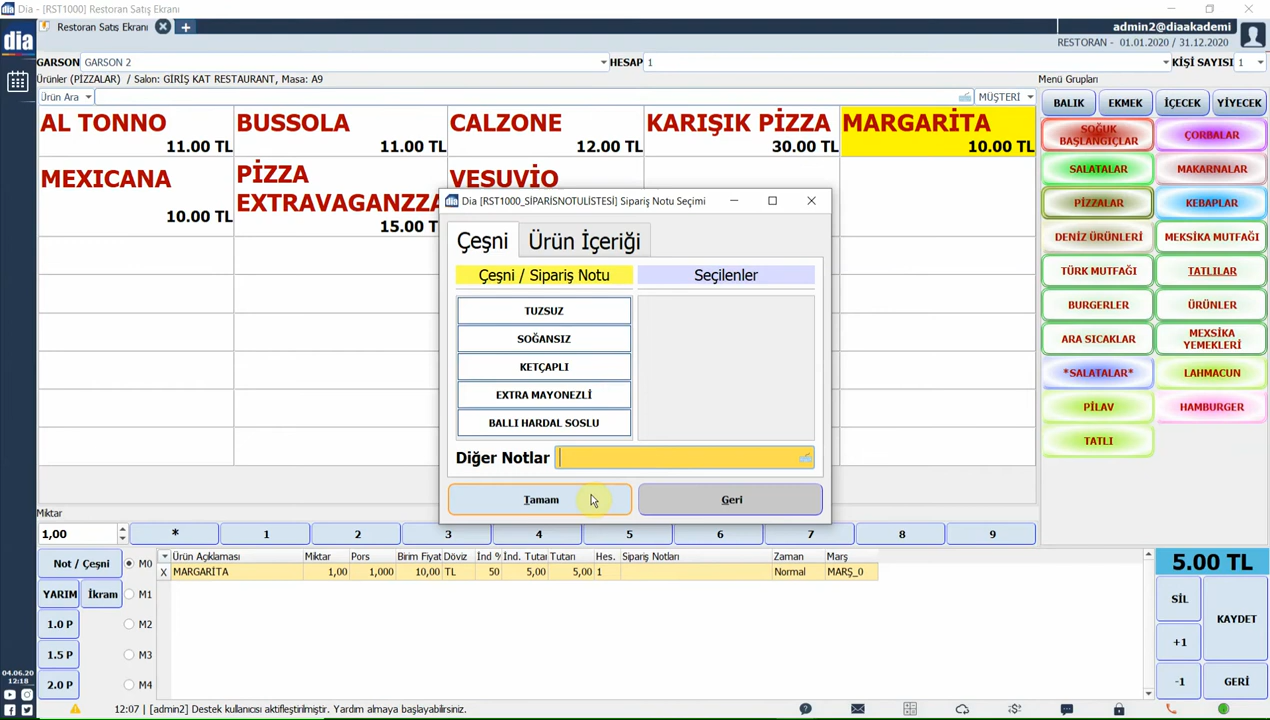 Dia - [RST1000] Restoran Satış Ekranı
dia
Restoran Satış Ekranı
admin2@diaakademi
RESTORAN - 01.01.2020 / 31.12.2020
GARSON GARSON 2 HESAP 1 KİŞİ SAYISI 1
Ürünler (PİZZALAR) / Salon: GİRİŞ KAT RESTAURANT, Masa: A9
Ürün Ara MÜŞTERİ
AL TONNO BUSSOLA CALZONE KARIŞIK PİZZA MARGARİTA
11.00 TL 11.00 TL 12.00 TL 30.00 TL 10.00 TL
MEXICANA PİZZA EXTRAVAGANZZA VESUVİO
10.00 TL 15.00 TL
Menü Grupları
BALIK EKMEK İÇECEK YİYECEK
SOĞUK BAŞLANGIÇLAR ÇORBALAR
SALATALAR MAKARNALAR
PİZZALAR KEBAPLAR
DENİZ ÜRÜNLERİ MEKSİKA MUTFAĞI
TÜRK MUTFAĞI TATLILAR
BURGERLER ÜRÜNLER
ARA SICAKLAR MEXSİKA YEMEKLERİ
*SALATALAR* LAHMACUN
PİLAV HAMBURGER
TATLI
dia Dia [RST1000_SİPARİSNOTULİSTESİ] Sipariş Notu Seçimi
Çeşni Ürün İçeriği
Çeşni / Sipariş Notu Seçilenler
TUZSUZ
SOĞANSIZ
KETÇAPLI
EXTRA MAYONEZLİ
BALLI HARDAL SOSLU
Diğer Notlar
Tamam Geri
Miktar
1,00 * 1 2 3 4 5 6 7 8 9
Not / Çeşni M0
YARIM İkram M1
1.0 P M2
1.5 P M3
2.0 P M4
Ürün Açıklaması Miktar Pors Birim Fiyat Döviz İnd % İnd. Tutar Tutarı Hes. Sipariş Notları Zaman Marş
X MARGARİTA 1,00 1,000 10,00 TL 50 5,00 5,00 1 Normal MARŞ_0
5.00 TL
SİL KAYDET
+1
-1 GERİ
04.06.20
12:18
12:07 | [admin2] Destek kullanıcısı aktifleştirilmiştir. Yardım almaya başlayabilirsiniz.